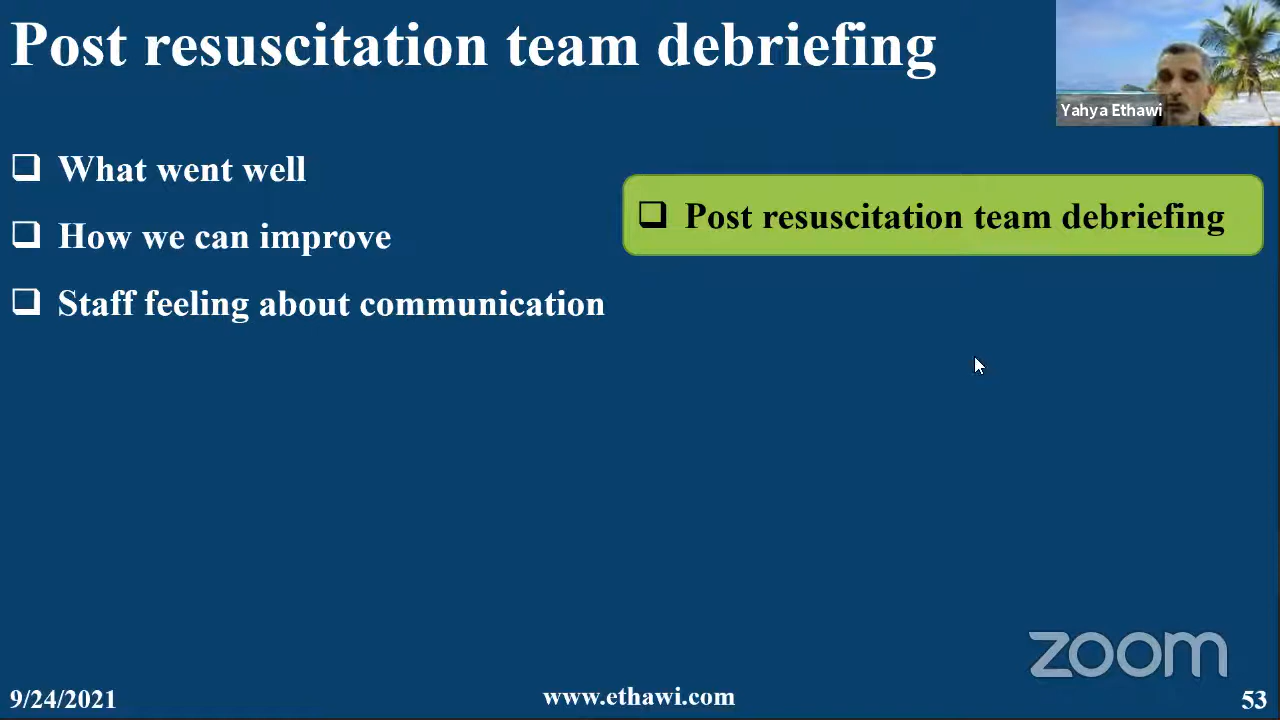 Post resuscitation team debriefing
Yahya Ethawi
❑ What went well
❑ Post resuscitation team debriefing
❑ How we can improve
❑ Staff feeling about communication
zoom
9/24/2021
www.ethawi.com
53